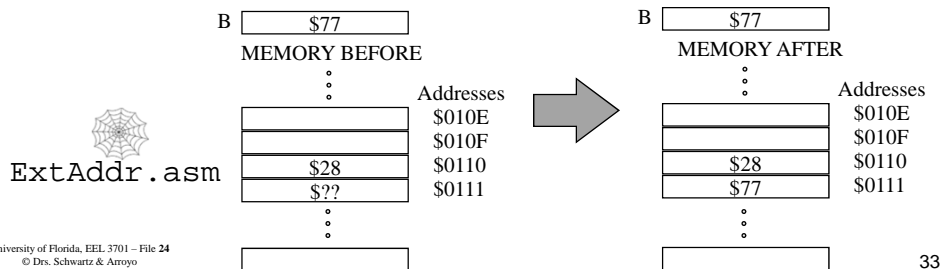 B $77
MEMORY BEFORE
Addresses
$010E
$010F
$28 $0110
$?? $0111
B $77
MEMORY AFTER
Addresses
$010E
$010F
$28 $0110
$77 $0111
ExtAddr.asm
niversity of Florida, EEL 3701 – File 24
© Drs. Schwartz & Arroyo
33